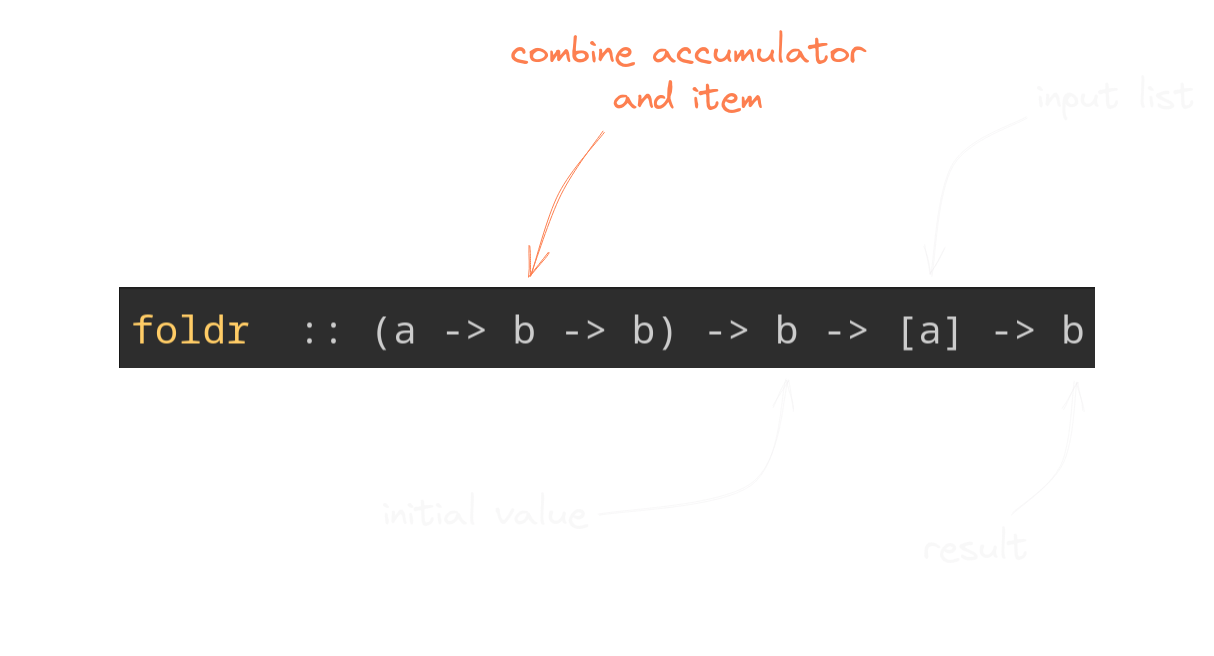 combine accumulator
and item
input list
foldr :: (a -> b -> b) -> b -> [a] -> b
initial value
result